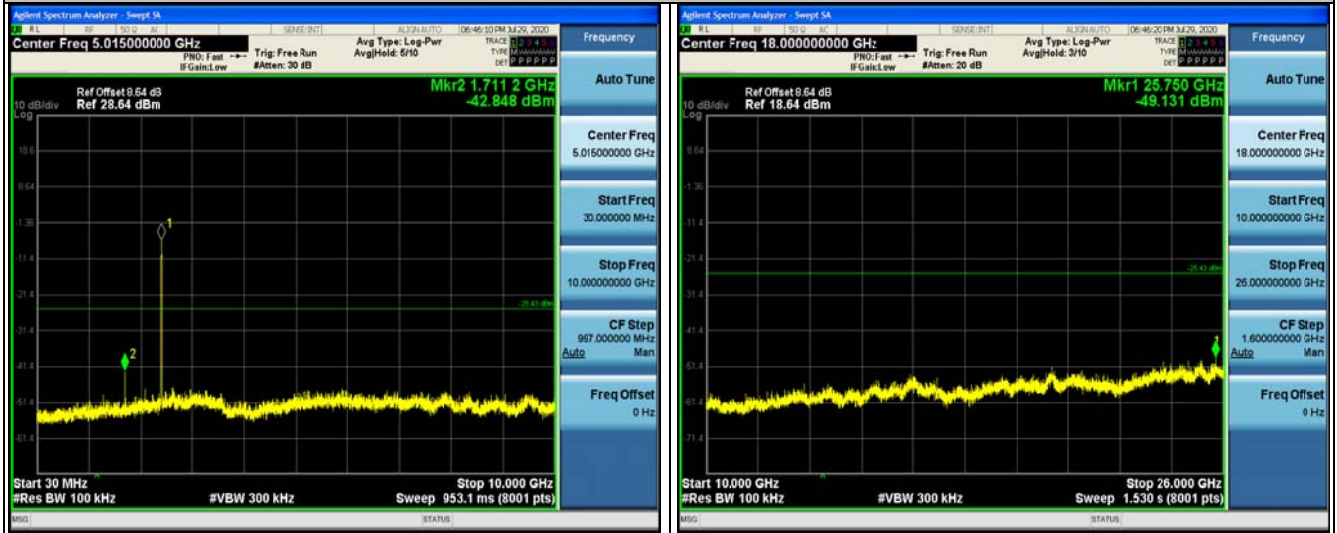 Agilent Spectrum Analyzer - Swept SA
RL RF 50 Ω AC SENSE:INT ALIGN AUTO 06:46:10 PM Jul 29, 2020
Center Freq 5.015000000 GHz
PNO: Fast Trig: Free Run Avg Type: Log-Pwr TRACE 1 2 3 4 5 6
IFGain:Low #Atten: 30 dB Avg|Hold: 5/10 TYPE M
DET P P P P P P
Ref Offset 8.64 dB
10 dB/div Ref 28.64 dBm
Log
Mkr2 1.711 2 GHz
-42.848 dBm
18.6
8.64
-1.36
-11.4
-21.4
-31.4
-41.4
-51.4
-61.4
1
2
-25.43 dBm
Start 30 MHz Stop 10.000 GHz
#Res BW 100 kHz #VBW 300 kHz Sweep 953.1 ms (8001 pts)
MSG STATUS
Frequency
Auto Tune
Center Freq
5.015000000 GHz
Start Freq
30.000000 MHz
Stop Freq
10.000000000 GHz
CF Step
997.000000 MHz
Auto Man
Freq Offset
0 Hz
Agilent Spectrum Analyzer - Swept SA
RL RF 50 Ω AC SENSE:INT ALIGN AUTO 06:46:20 PM Jul 29, 2020
Center Freq 18.000000000 GHz
PNO: Fast Trig: Free Run Avg Type: Log-Pwr TRACE 1 2 3 4 5 6
IFGain:Low #Atten: 20 dB Avg|Hold: 3/10 TYPE M
DET P P P P P P
Ref Offset 8.64 dB
10 dB/div Ref 18.64 dBm
Log
Mkr1 25.750 GHz
-49.131 dBm
8.64
-1.36
-11.4
-21.4
-31.4
-41.4
-51.4
-61.4
-71.4
-25.43 dBm
1
Start 10.000 GHz Stop 26.000 GHz
#Res BW 100 kHz #VBW 300 kHz Sweep 1.530 s (8001 pts)
MSG STATUS
Frequency
Auto Tune
Center Freq
18.000000000 GHz
Start Freq
10.000000000 GHz
Stop Freq
26.000000000 GHz
CF Step
1.600000000 GHz
Auto Man
Freq Offset
0 Hz